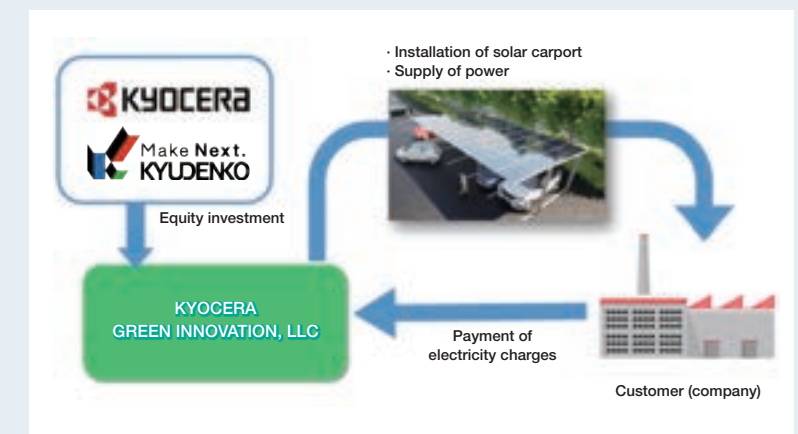 · Installation of solar carport
· Supply of power
KYOCERA
Make Next.
KYUDENKO
Equity investment
KYOCERA
GREEN INNOVATION, LLC
Payment of
electricity charges
Customer (company)